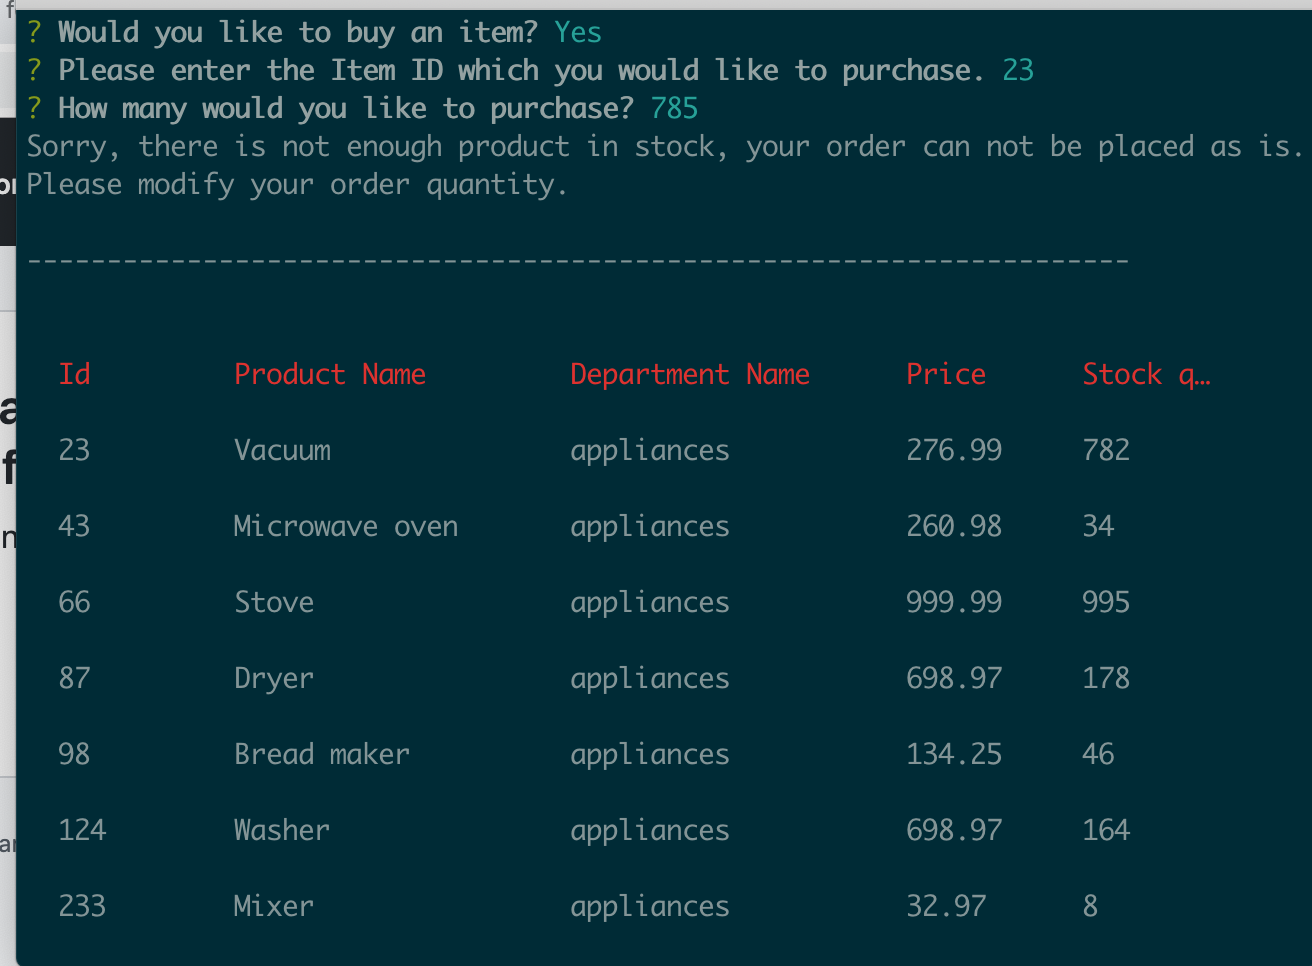 ? Would you like to buy an item? Yes
? Please enter the Item ID which you would like to purchase. 23
? How many would you like to purchase? 785
Sorry, there is not enough product in stock, your order can not be placed as is.
Please modify your order quantity.
---------------------------------------------------------------------
Id Product Name Department Name Price Stock q…
23 Vacuum appliances 276.99 782
43 Microwave oven appliances 260.98 34
66 Stove appliances 999.99 995
87 Dryer appliances 698.97 178
98 Bread maker appliances 134.25 46
124 Washer appliances 698.97 164
233 Mixer appliances 32.97 8